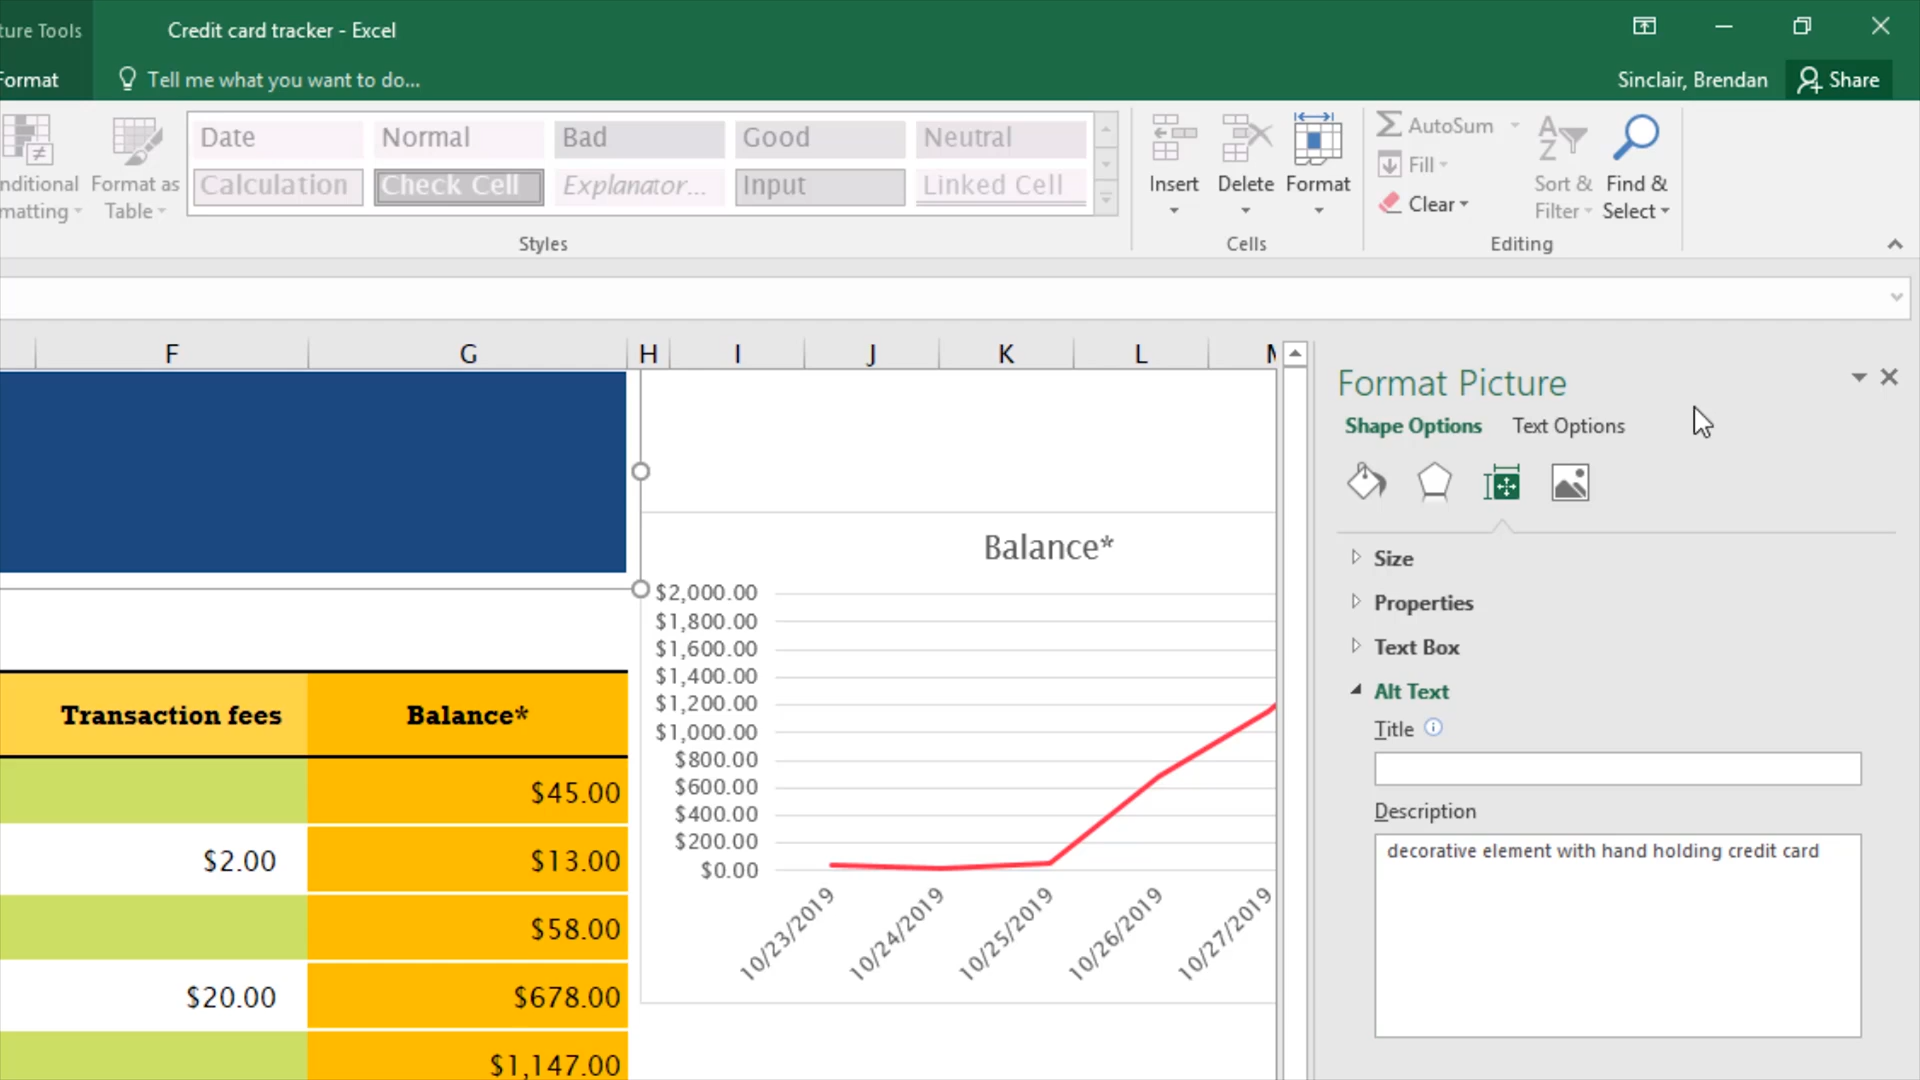 ture Tools
Credit card tracker - Excel
Format
Tell me what you want to do...
Sinclair, Brendan
Share
nditional
matting
Format as
Table
Date
Normal
Bad
Good
Neutral
Calculation
Check Cell
Explanator...
Input
Linked Cell
Styles
Insert
Delete
Format
Cells
AutoSum
Fill
Clear
Sort &
Filter
Find &
Select
Editing
F
G
H
I
J
K
L
M
Transaction fees
Balance*
$45.00
$2.00
$13.00
$58.00
$20.00
$678.00
$1,147.00
Balance*
$2,000.00
$1,800.00
$1,600.00
$1,400.00
$1,200.00
$1,000.00
$800.00
$600.00
$400.00
$200.00
$0.00
10/23/2019
10/24/2019
10/25/2019
10/26/2019
10/27/2019
Format Picture
Shape Options
Text Options
Size
Properties
Text Box
Alt Text
Title
Description
decorative element with hand holding credit card